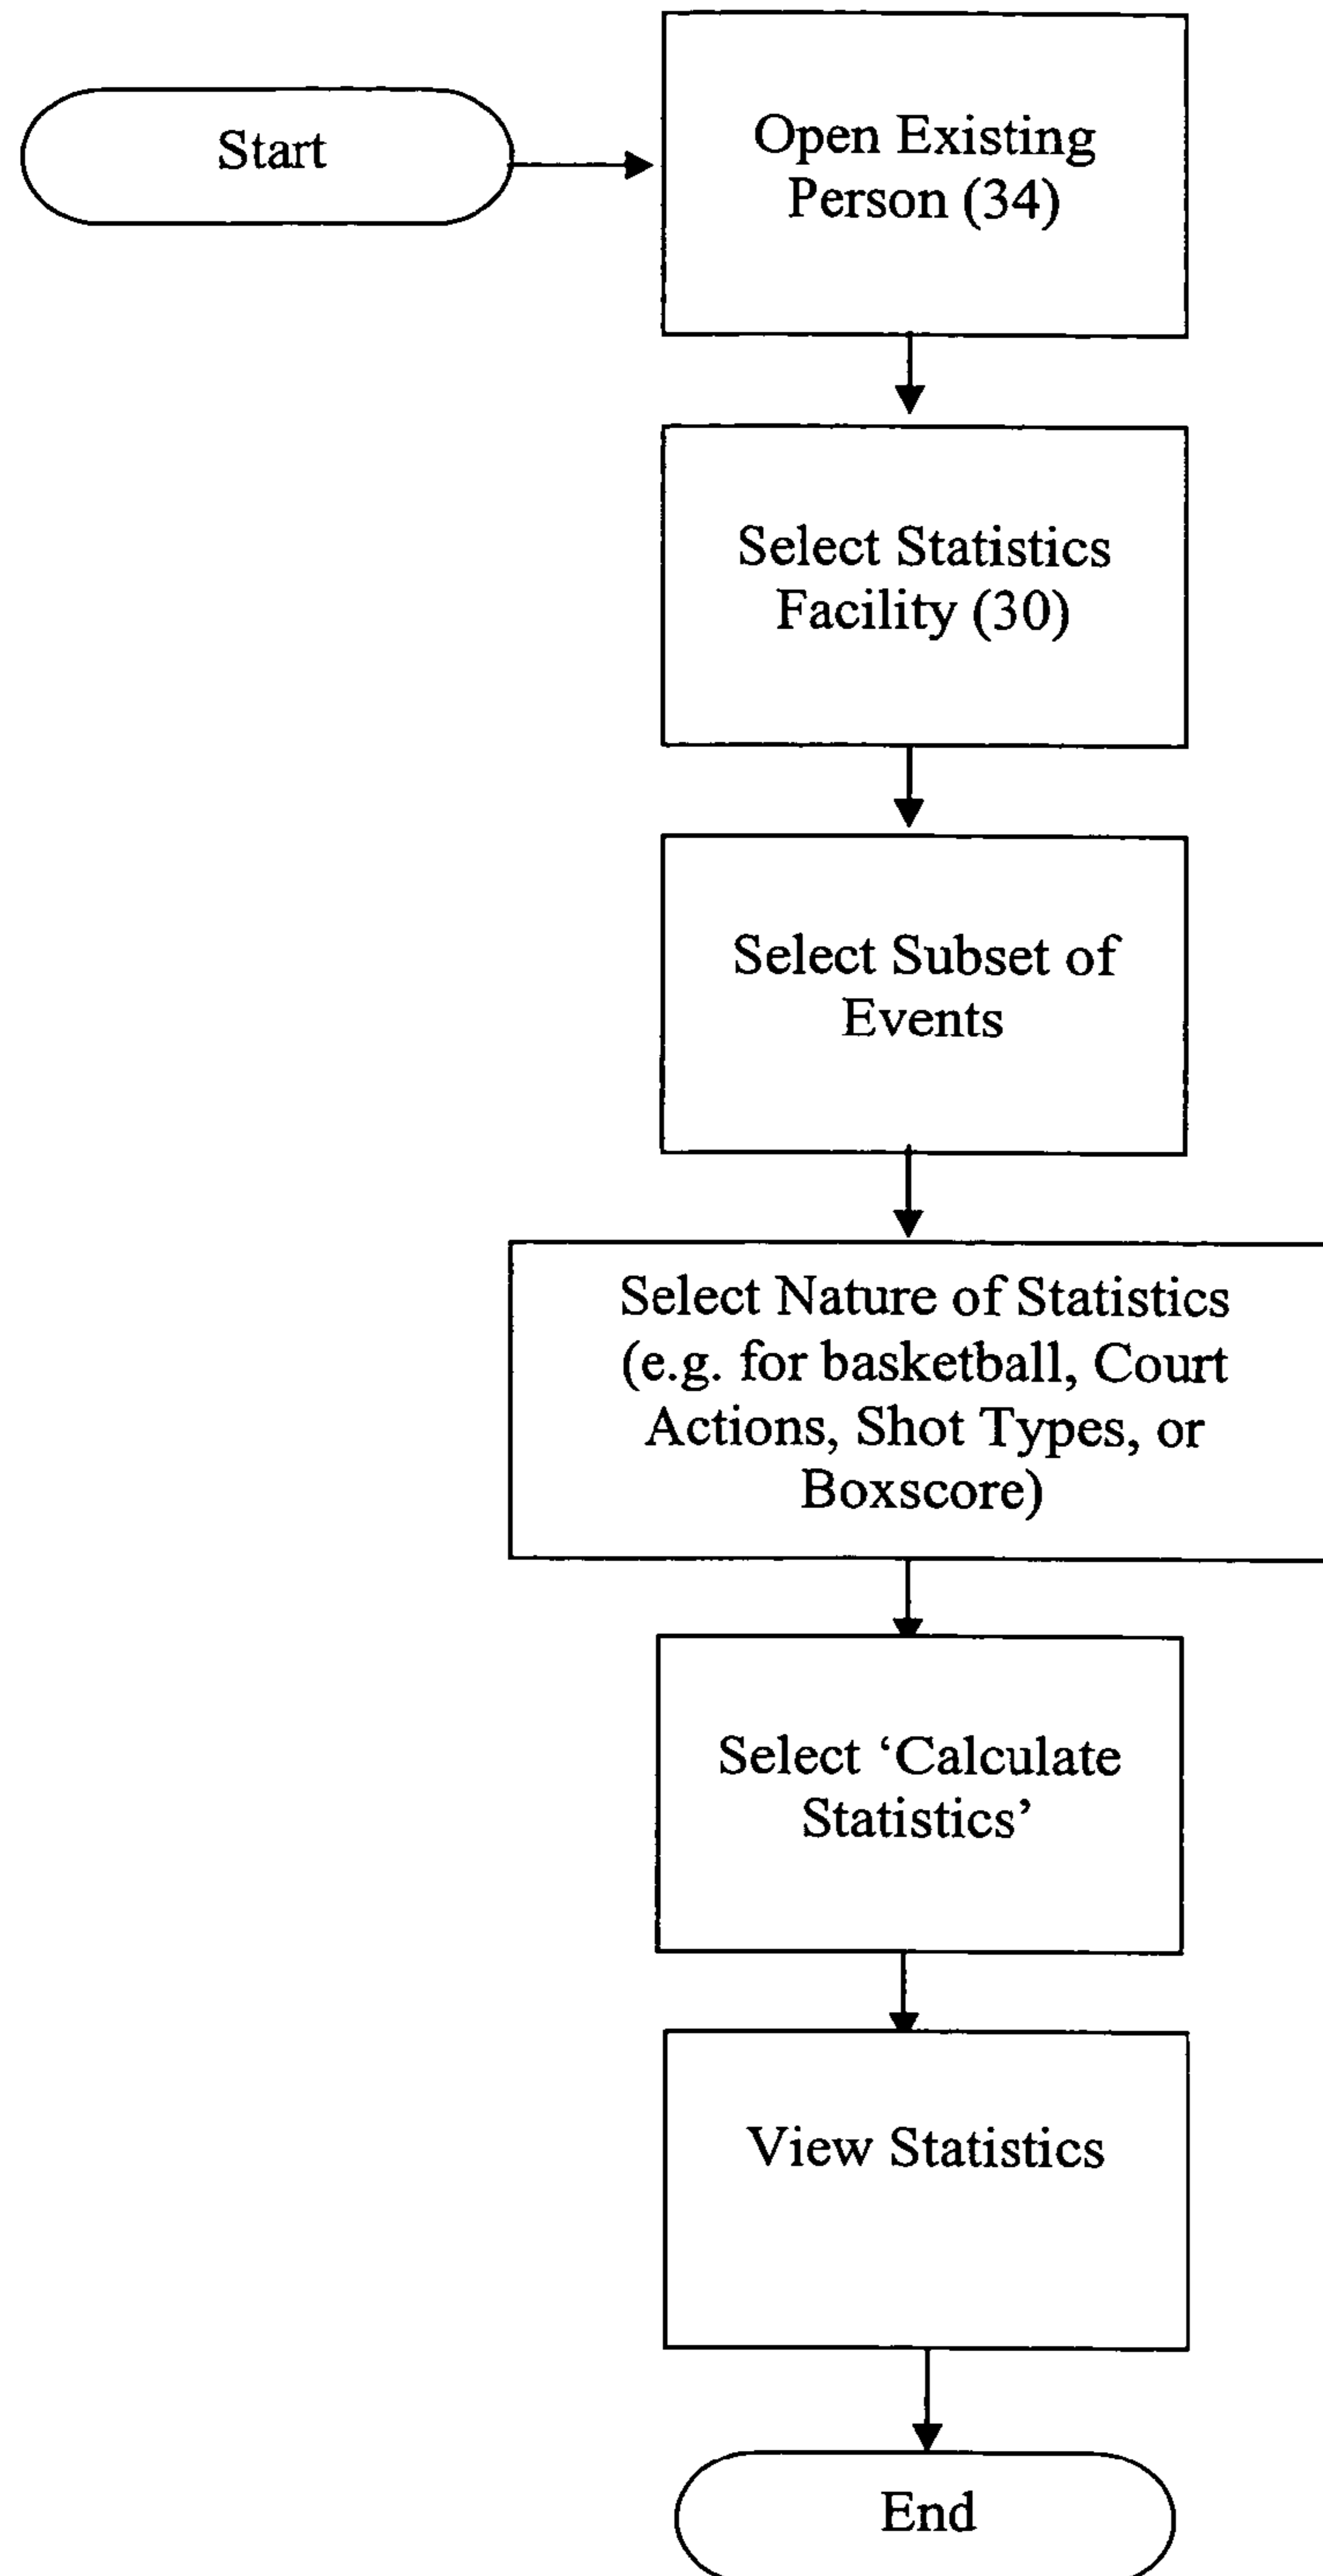 Start
Open Existing
Person (34)
Select Statistics
Facility (30)
Select Subset of
Events
Select Nature of Statistics
(e.g. for basketball, Court
Actions, Shot Types, or
Boxscore)
Select ‘Calculate
Statistics’
View Statistics
End